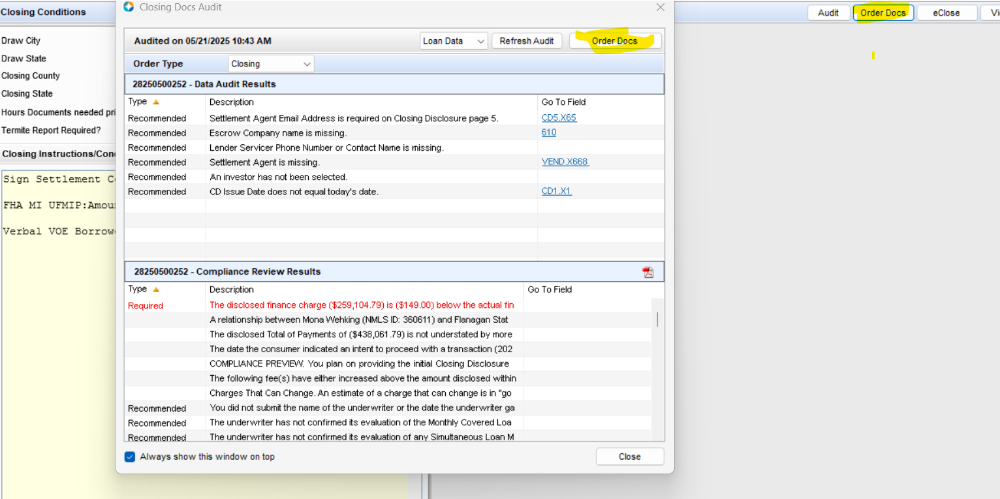 Closing Conditions
Closing Docs Audit
Audit
Order Docs
eClose
Draw City
Draw State
Closing County
Closing State
Hours Documents needed pri
Termite Report Required?
Closing Instructions/Con
Sign Settlement C
FHA MI UFMIP:Amou
Verbal VOE Borrowe
Audited on 05/21/2025 10:43 AM
Loan Data
Refresh Audit
Order Docs
Order Type
Closing
28250500252 - Data Audit Results
Type Description Go To Field
Recommended Settlement Agent Email Address is required on Closing Disclosure page 5. CD5.X65
Recommended Escrow Company name is missing. 610
Recommended Lender Servicer Phone Number or Contact Name is missing.
Recommended Settlement Agent is missing. VEND.X668
Recommended An investor has not been selected.
Recommended CD Issue Date does not equal today's date. CD1.X1
28250500252 - Compliance Review Results
Type Description Go To Field
Required The disclosed finance charge ($259,104.79) is ($149.00) below the actual fin
A relationship between Mona Wehking (NMLS ID: 360611) and Flanagan Stat
The disclosed Total of Payments of ($438,061.79) is not understated by more
The date the consumer indicated an intent to proceed with a transaction (202
COMPLIANCE PREVIEW. You plan on providing the initial Closing Disclosure
The following fee(s) have either increased above the amount disclosed within
Charges That Can Change. An estimate of a charge that can change is in "go
Recommended You did not submit the name of the underwriter or the date the underwriter ga
Recommended The underwriter has not confirmed its evaluation of the Monthly Covered Loa
Recommended The underwriter has not confirmed its evaluation of any Simultaneous Loan M
Always show this window on top
Close